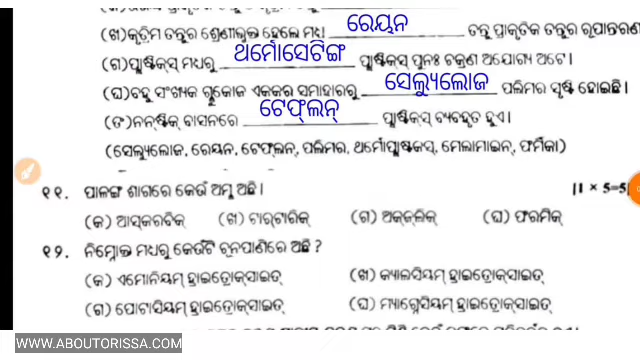 (ଖ) କୃତ୍ରିମ ତନ୍ତୁର ଶ୍ରେଣୀଭୁକ୍ତ ହେଲେ ମଧ୍ୟ ରେୟନ ତନ୍ତୁ ପ୍ରାକୃତିକ ତନ୍ତୁର ରୂପାନ୍ତରଣ
(ଗ) ପ୍ଲାଷ୍ଟିକସ୍ ମଧ୍ୟରୁ ଥର୍ମୋସେଟିଙ୍ଗ ପ୍ଲାଷ୍ଟିକସ୍ ପୁନଃ ଚକ୍ରଣ ଅଯୋଗ୍ୟ ଅଟେ ।
(ଘ) ବହୁ ସଂଖ୍ୟକ ଗ୍ଲୁକୋଜ ଏକକର ସମାହାରରୁ ସେଲ୍ୟୁଲୋଜ ପଲିମର ସୃଷ୍ଟି ହୋଇଛି ।
(ଙ) ନନ୍‌ଷ୍ଟିକ୍ ବାସନରେ ଟେଫ୍‌ଲନ୍ ପ୍ଲାଷ୍ଟିକସ୍ ବ୍ୟବହୃତ ହୁଏ ।
(ସେଲ୍ୟୁଲୋଜ, ରେୟନ, ଟେଫ୍‌ଲନ, ପଲିମର, ଥର୍ମୋପ୍ଲାଷ୍ଟିକସ୍, ମେଲାମାଇନ୍, ଫର୍ମିକା)
୧୧. ପାଳଙ୍ଗ ଶାଗରେ କେଉଁ ଅମ୍ଳ ଅଛି । [1 × 5=5]
(କ) ଆସ୍କରବିକ୍ (ଖ) ଟାର୍‌ଟାରିକ୍ (ଗ) ଅକ୍‌ଜଲିକ୍ (ଘ) ଫରମିକ୍
୧୨. ନିମ୍ନୋକ୍ତ ମଧ୍ୟରୁ କେଉଁଟି ଚୂନପାଣିରେ ଅଛି ?
(କ) ଏମୋନିୟମ୍ ହାଇଡ୍ରୋକ୍‌ସାଇଡ୍ (ଖ) କ୍ୟାଲସିୟମ୍ ହାଇଡ୍ରୋକ୍‌ସାଇଡ୍
(ଗ) ପୋଟାସିୟମ୍ ହାଇଡ୍ରୋକ୍‌ସାଇଡ୍ (ଘ) ମ୍ୟାଗ୍ନେସିୟମ୍ ହାଇଡ୍ରୋକ୍‌ସାଇଡ୍
WWW.ABOUTORISSA.COM